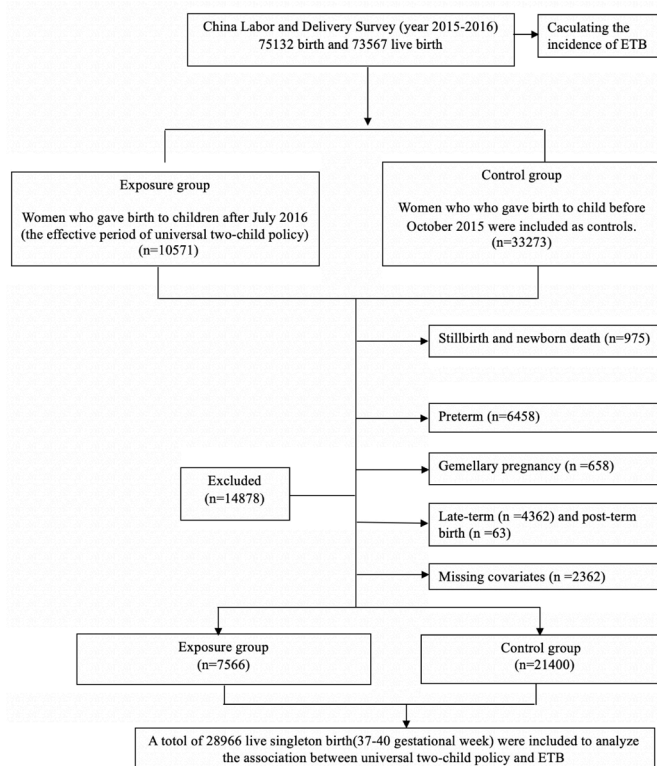 China Labor and Delivery Survey (year 2015-2016)
75132 birth and 73567 live birth
Caculating the
incidence of ETB
Exposure group
Women who gave birth to children after July 2016
(the effective period of universal two-child policy)
(n=10571)
Control group
Women who who gave birth to child before
October 2015 were included as controls.
(n=33273)
Stillbirth and newborn death (n=975)
Preterm (n=6458)
Gemellary pregnancy (n =658)
Excluded
(n=14878)
Late-term (n =4362) and post-term
birth (n =63)
Missing covariates (n =2362)
Exposure group
(n=7566)
Control group
(n=21400)
A totol of 28966 live singleton birth(37-40 gestational week) were included to analyze
the association between universal two-child policy and ETB